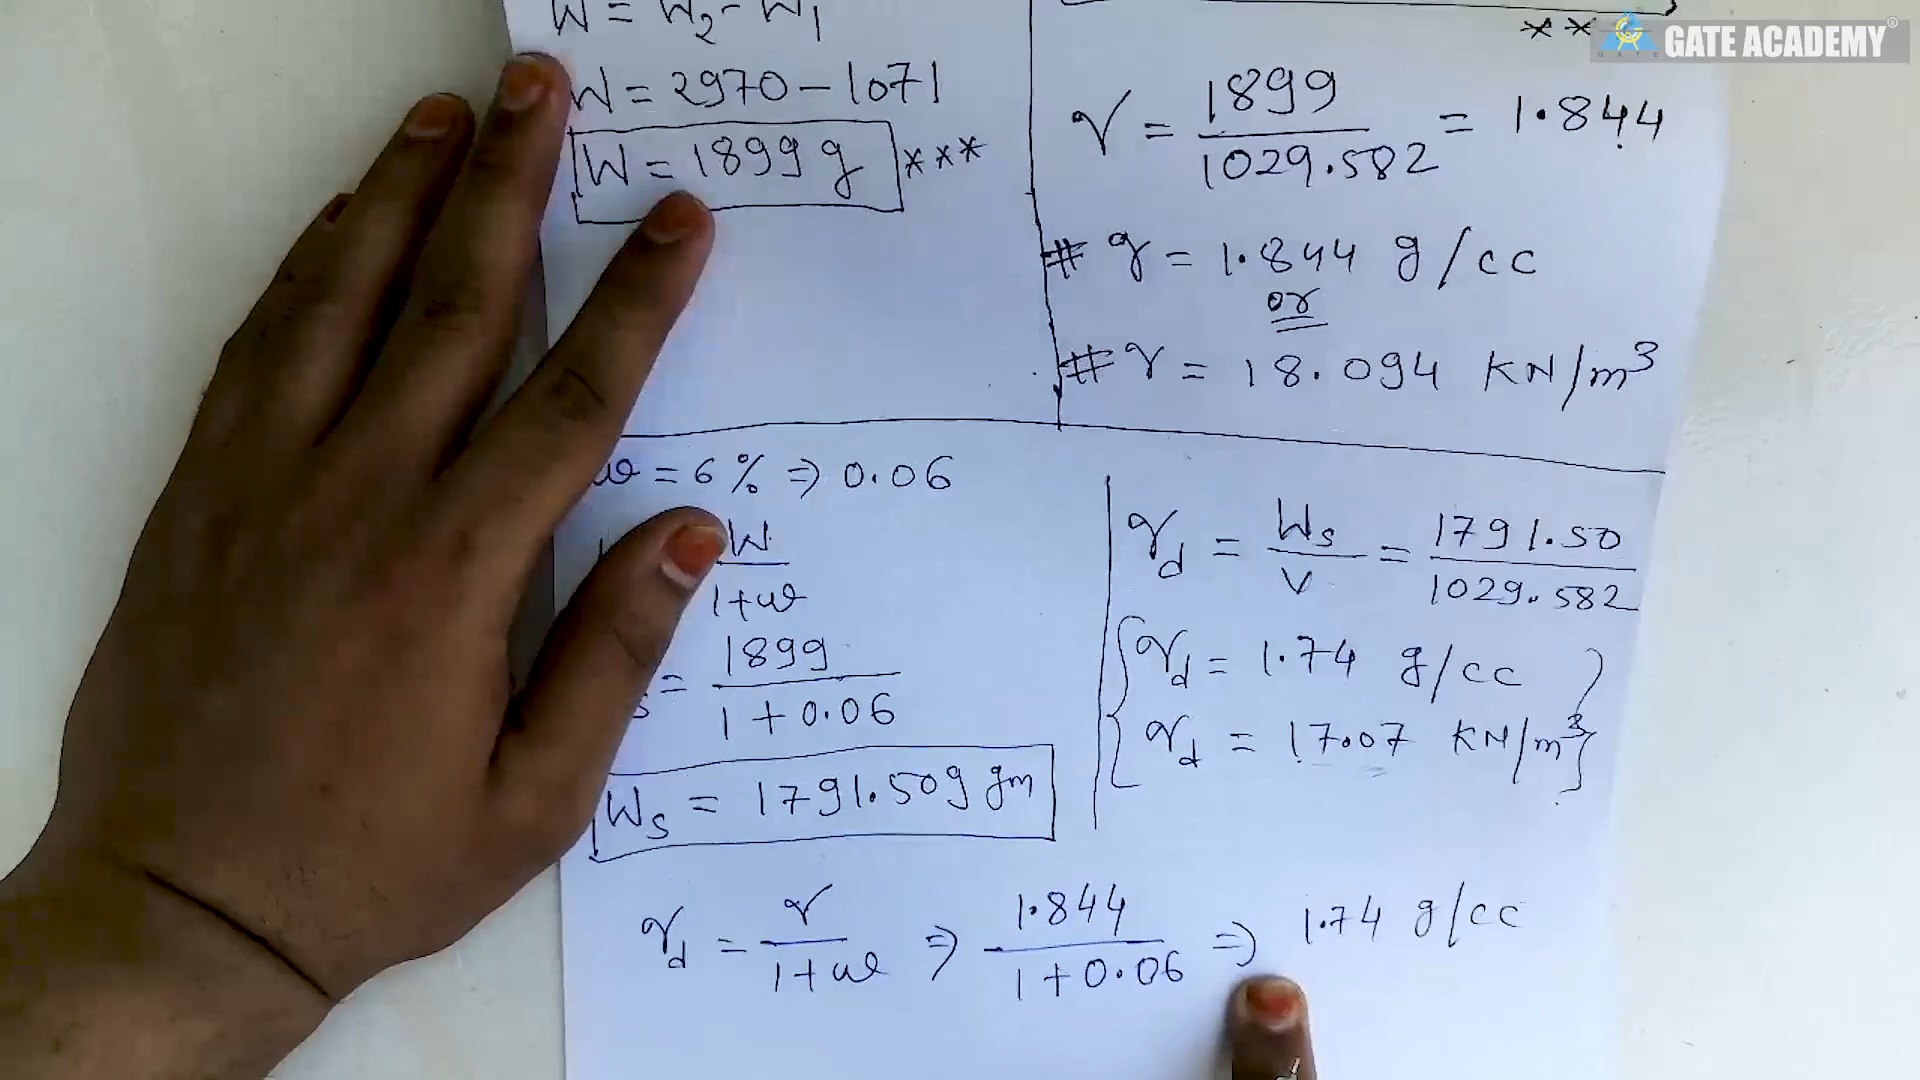 W = W2 - W1
W = 2970 - 1071
W = 1899 g ***
**
GATE ACADEMY®
GATE
γ = 1899/1029.582 = 1.844
# γ = 1.844 g/cc
or
# γ = 18.094 KN/m³
ω = 6% ⇒ 0.06
W/1+ω
s = 1899/1+0.06
Ws = 1791.509 gm
γd = Ws/V = 1791.50/1029.582
γd = 1.74 g/cc
γd = 17.07 KN/m³
γd = γ/1+ω ⇒ 1.844/1+0.06 ⇒ 1.74 g/cc